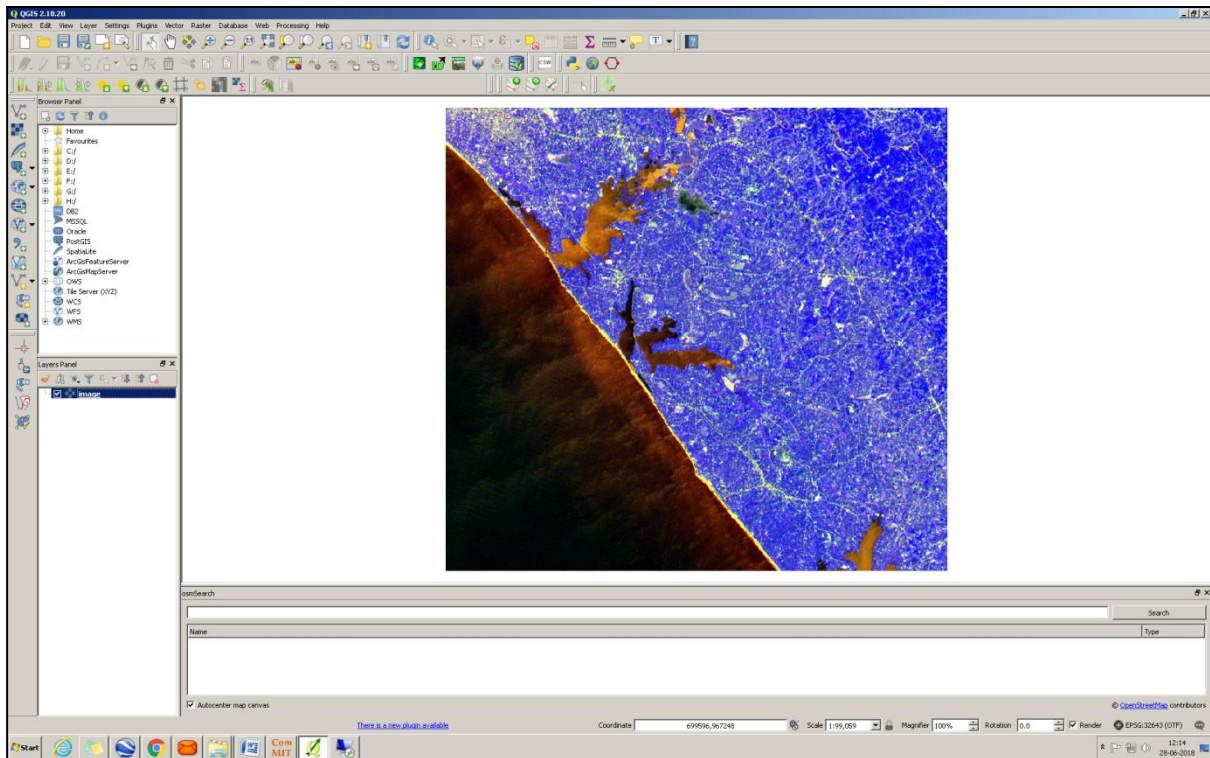 QGIS 2.18.20
Project Edit View Layer Settings Plugins Vector Raster Database Web Processing Help
CSW
Browser Panel
Home
Favourites
C:/
D:/
E:/
F:/
G:/
H:/
DB2
MSSQL
Oracle
PostGIS
SpatiaLite
ArcGisFeatureServer
ArcGisMapServer
OWS
Tile Server (XYZ)
WCS
WFS
WMS
Layers Panel
image
osmSearch
Search
Name Type
Autocenter map canvas © OpenStreetMap contributors
There is a new plugin available Coordinate 699596,967248 Scale 1:99,059 Magnifier 100% Rotation 0.0 Render EPSG:32643 (OTF)
Start Com MIT 12:14
28-06-2018